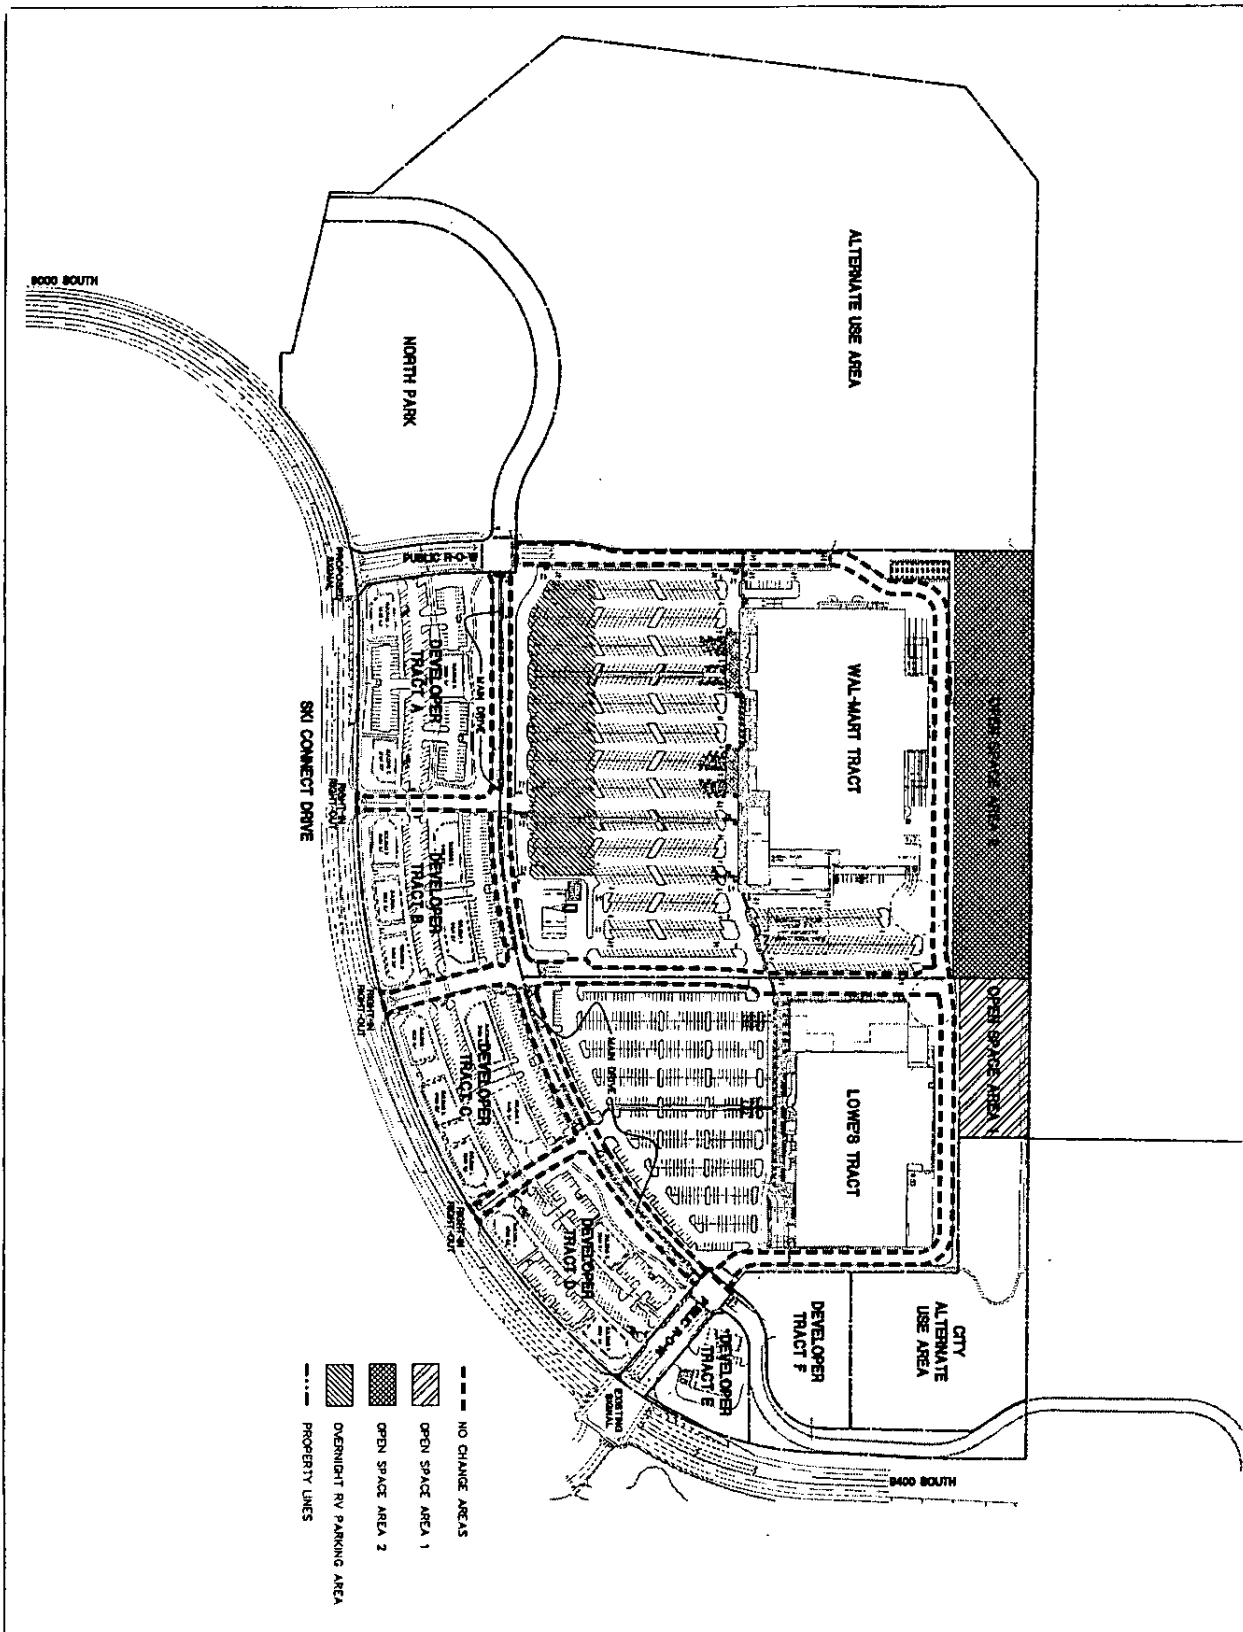 ALTERNATE USE AREA
9000 SOUTH
NORTH PARK
PUBLIC R-O-W
PROPOSED
SIGNAL
DEVELOPER
TRACT A
MAIN DRIVE
WAL-MART TRACT
OPEN SPACE AREA 2
SKI CONNECT DRIVE
RIGHT-IN
RIGHT-OUT
DEVELOPER
TRACT B
RIGHT-IN
RIGHT-OUT
OPEN SPACE AREA 1
DEVELOPER
TRACT C
MAIN DRIVE
LOWE'S TRACT
RIGHT-IN
RIGHT-OUT
DEVELOPER
TRACT D
PUBLIC R-O-W
DEVELOPER
TRACT E
DEVELOPER
TRACT F
CITY
ALTERNATE
USE AREA
EXISTING
SIGNAL
9400 SOUTH
NO CHANGE AREAS
OPEN SPACE AREA 1
OPEN SPACE AREA 2
OVERNIGHT RV PARKING AREA
PROPERTY LINES